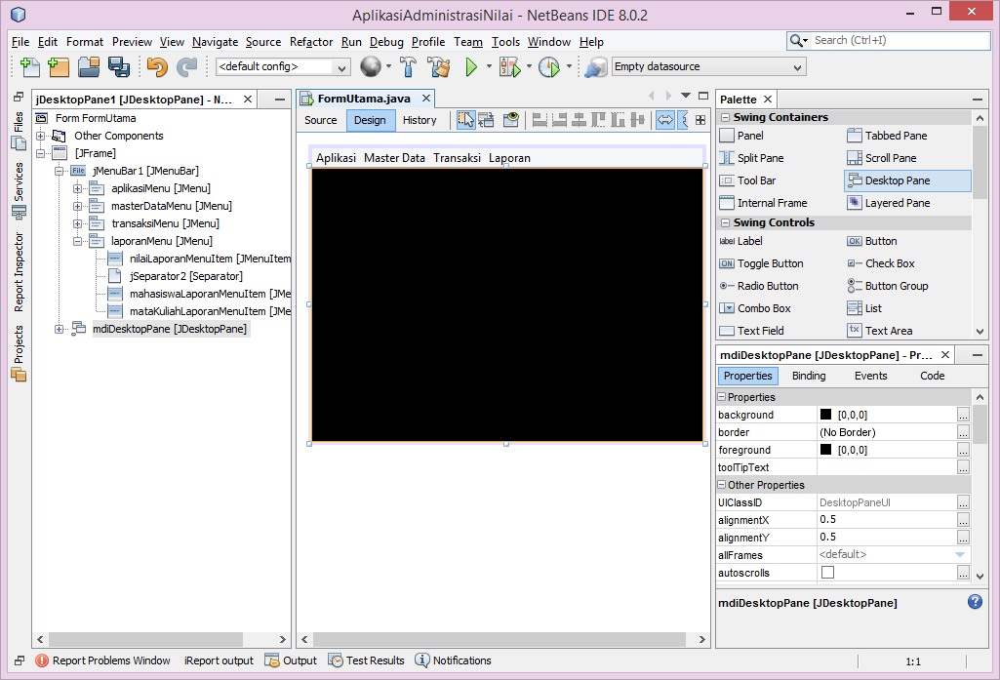 AplikasiAdministrasiNilai - NetBeans IDE 8.0.2
File Edit Format Preview View Navigate Source Refactor Run Debug Profile Team Tools Window Help
Search (Ctrl+I)
<default config>
Empty datasource
Files
Services
Report Inspector
Projects
jDesktopPane1 [JDesktopPane] - N...
Form FormUtama
Other Components
[JFrame]
jMenuBar1 [JMenuBar]
aplikasiMenu [JMenu]
masterDataMenu [JMenu]
transaksiMenu [JMenu]
laporanMenu [JMenu]
nilaiLaporanMenuItem [JMenuItem
jSeparator2 [Separator]
mahasiswaLaporanMenuItem [JMe
mataKuliahLaporanMenuItem [JMe
mdiDesktopPane [JDesktopPane]
FormUtama.java
Source Design History
Aplikasi Master Data Transaksi Laporan
Palette
Swing Containers
Panel Tabbed Pane
Split Pane Scroll Pane
Tool Bar Desktop Pane
Internal Frame Layered Pane
Swing Controls
label Label OK Button
ON Toggle Button Check Box
Radio Button Button Group
Combo Box List
Text Field Text Area
mdiDesktopPane [JDesktopPane] - Pr...
Properties Binding Events Code
Properties
background [0,0,0] ...
border (No Border) ...
foreground [0,0,0] ...
toolTipText ...
Other Properties
UIClassID DesktopPaneUI ...
alignmentX 0.5 ...
alignmentY 0.5 ...
allFrames <default>
autoscrolls ...
mdiDesktopPane [JDesktopPane]
Report Problems Window iReport output Output Test Results Notifications
1:1